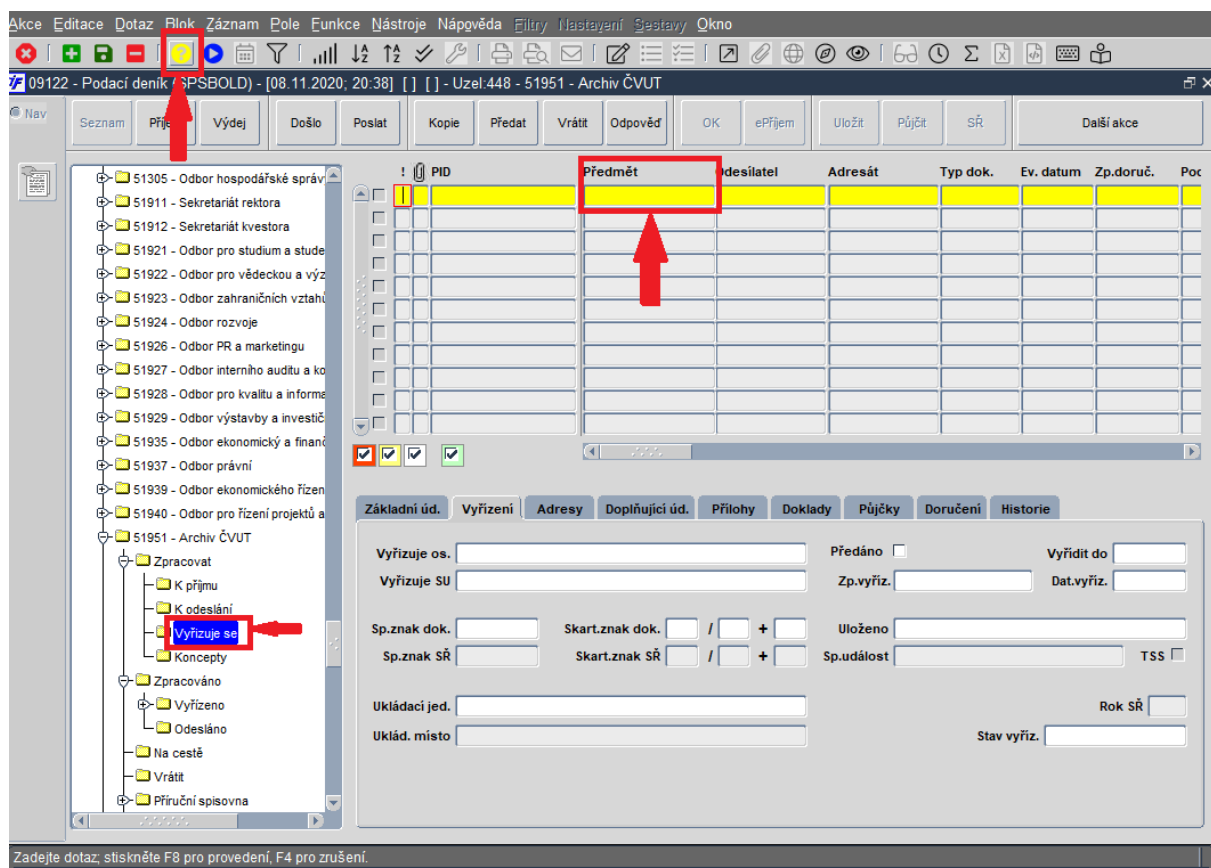 Akce Editace Dotaz Blok Záznam Pole Funkce Nástroje Nápověda Filtry Nastavení Sestavy Okno
09122 - Podací deník (SPSBOLD) - [08.11.2020; 20:38] [ ] [ ] - Uzel:448 - 51951 - Archiv ČVUT
Nav
Seznam Výdej Došlo Poslat Kopie Předat Vrátit Odpověď OK ePříjem Uložit Půjčit SŘ Další akce
! PID Předmět Odesílatel Adresát Typ dok. Ev. datum Zp.doruč. Poč
51305 - Odbor hospodářské správ
51911 - Sekretariát rektora
51912 - Sekretariát kvestora
51921 - Odbor pro studium a stude
51922 - Odbor pro vědeckou a výz
51923 - Odbor zahraničních vztahů
51924 - Odbor rozvoje
51926 - Odbor PR a marketingu
51927 - Odbor interního auditu a ko
51928 - Odbor pro kvalitu a informa
51929 - Odbor výstavby a investič
51935 - Odbor ekonomický a finanč
51937 - Odbor právní
51939 - Odbor ekonomického řízen
51940 - Odbor pro řízení projektů a
51951 - Archiv ČVUT
Zpracovat
K příjmu
K odeslání
Vyřizuje se
Koncepty
Zpracováno
Vyřízeno
Odesláno
Na cestě
Vrátit
Příruční spisovna
Základní úd. Vyřízení Adresy Doplňující úd. Přílohy Doklady Půjčky Doručení Historie
Vyřizuje os. Předáno Vyřídit do
Vyřizuje SU Zp.vyříz. Dat.vyříz.
Sp.znak dok. Skart.znak dok. / + Uloženo
Sp.znak SŘ Skart.znak SŘ / + Sp.událost TSS
Ukládací jed. Rok SŘ
Uklád. místo Stav vyříz.
Zadejte dotaz; stiskněte F8 pro provedení, F4 pro zrušení.